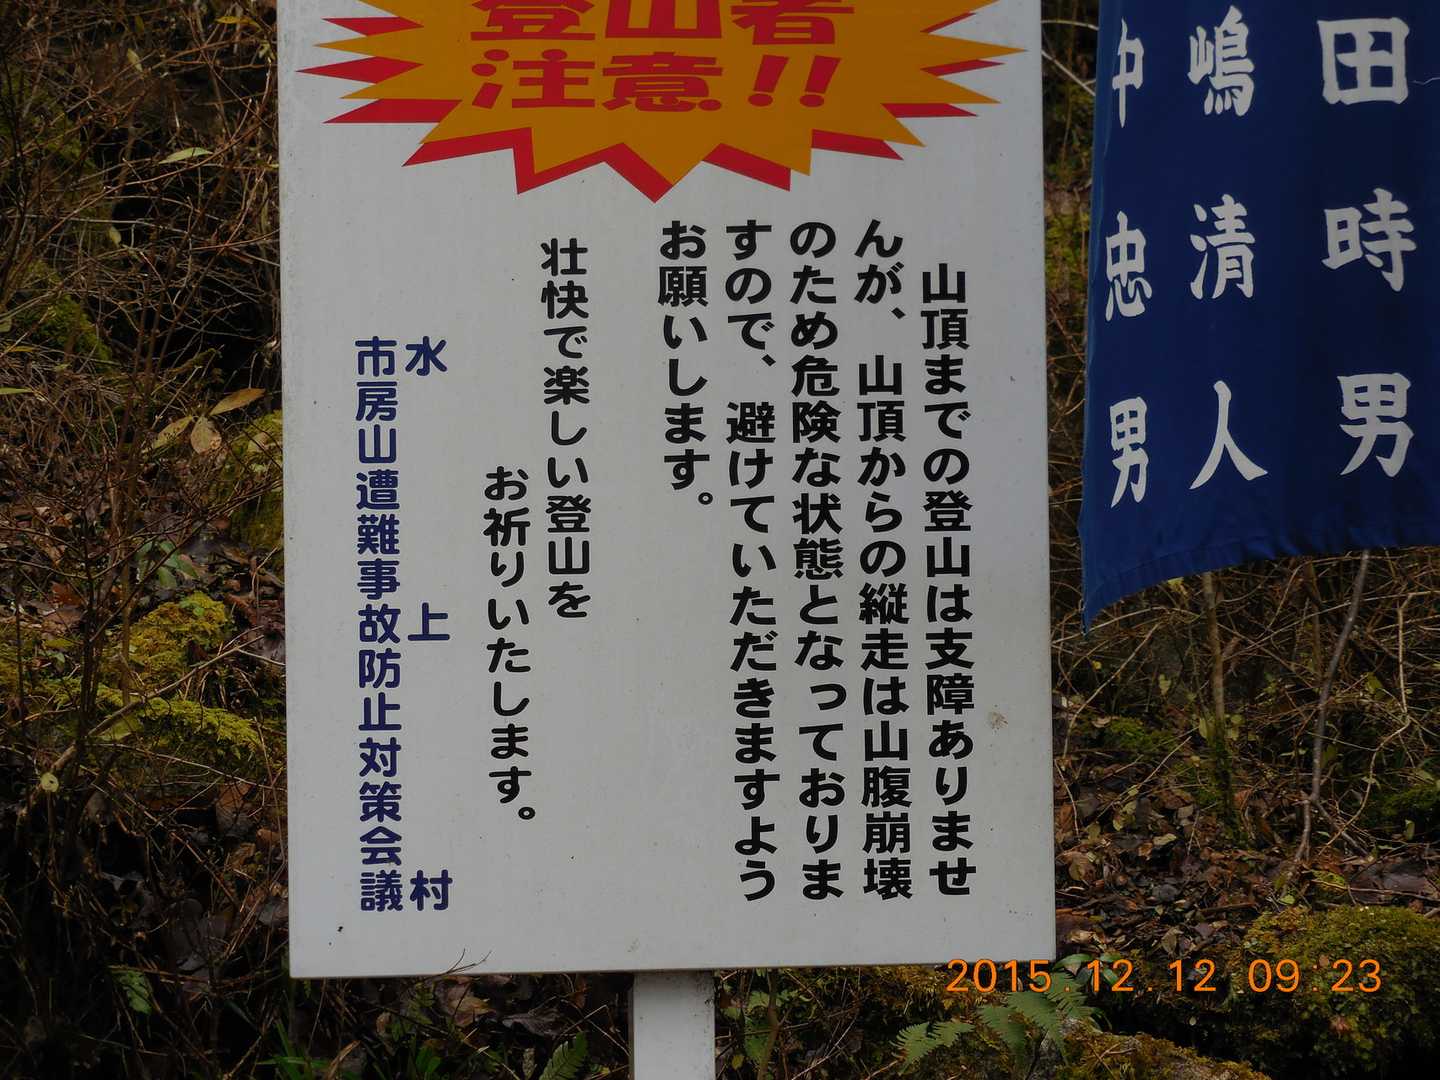 登山者
注意!!
山頂までの登山は支障ありませ
んが、山頂からの縦走は山腹崩壊
のため危険な状態となっておりま
すので、避けていただきますよう
お願いします。
壮快で楽しい登山を
お祈りいたします。
水上村
市房山遭難事故防止対策会議
田時男
嶋清人
中忠男
2015.12.12 09:23